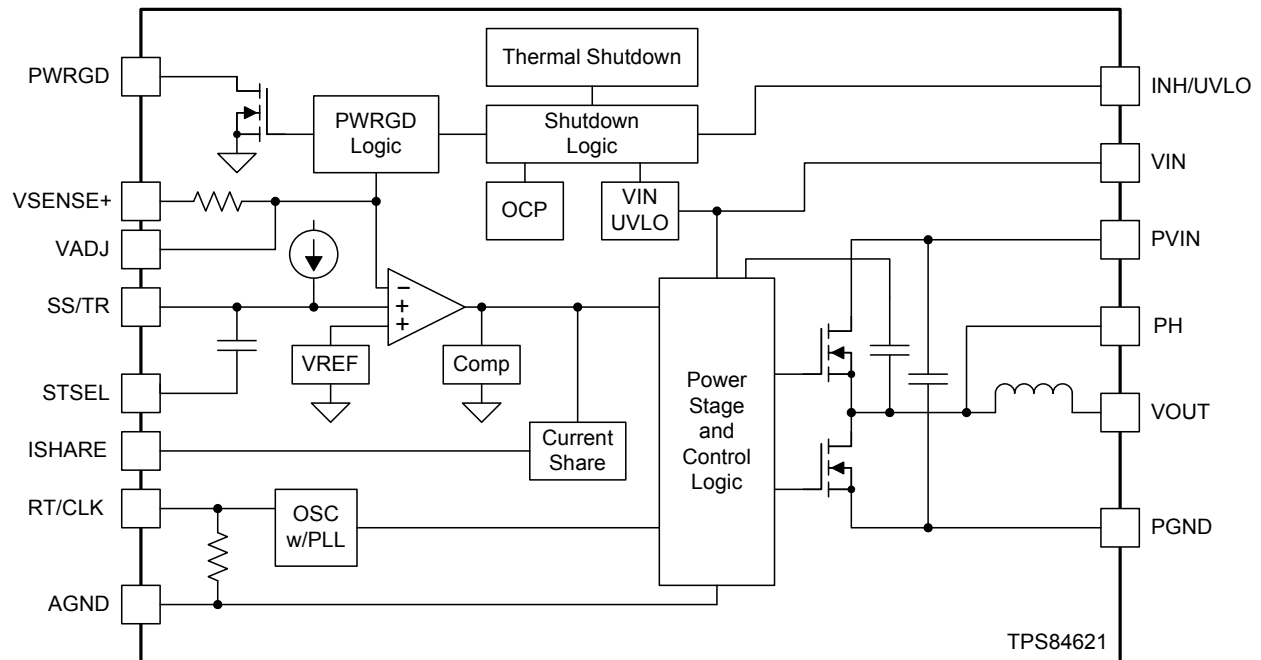 Thermal Shutdown
PWRGD
INH/UVLO
PWRGD
Logic
Shutdown
Logic
VIN
VSENSE+
OCP
VIN
UVLO
VADJ
PVIN
SS/TR
−
+
+
PH
VREF
Comp
STSEL
Power
Stage
and
Control
Logic
VOUT
ISHARE
Current
Share
RT/CLK
OSC
w/PLL
PGND
AGND
TPS84621